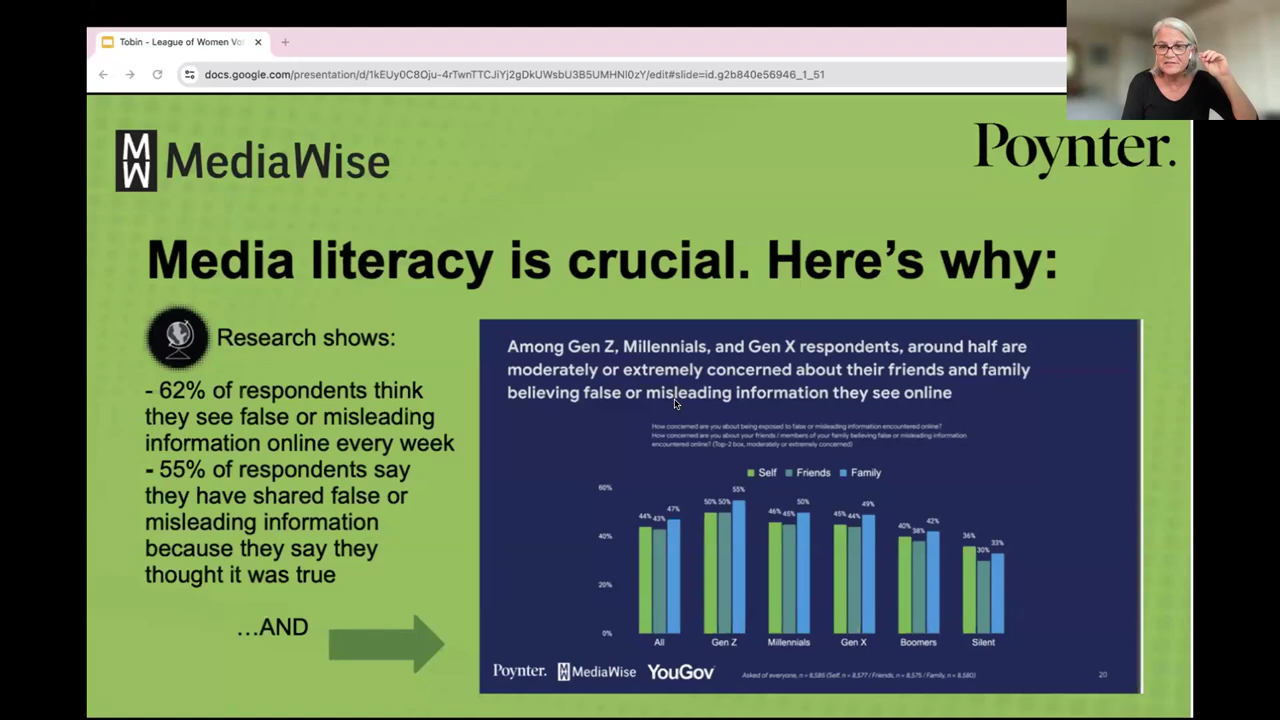 Tobin - League of Women Vo
docs.google.com/presentation/d/1kEUy0C8Oju-4rTwnTTCJiYj2gDkUWsbU3B5UMHNl0zY/edit#slide=id.g2b840e56946_1_51
MW MediaWise
Poynter.
Media literacy is crucial. Here's why:
Research shows:
- 62% of respondents think
they see false or misleading
information online every week
- 55% of respondents say
they have shared false or
misleading information
because they say they
thought it was true
...AND
Among Gen Z, Millennials, and Gen X respondents, around half are
moderately or extremely concerned about their friends and family
believing false or misleading information they see online
How concerned are you about being exposed to false or misleading information encountered online?
How concerned are you about your friends / members of your family believing false or misleading information
encountered online? (Top-2 box, moderately or extremely concerned)
Self Friends Family
60%
40%
20%
0%
44% 43% 47%
50% 50% 55%
46% 45% 50%
45% 44% 49%
40% 38% 42%
36% 30% 33%
All Gen Z Millennials Gen X Boomers Silent
Poynter. MW MediaWise YouGov
Asked of everyone, n = 8,585 (Self, n = 8,577 / Friends, n = 8,575 / Family, n = 8,580)
20